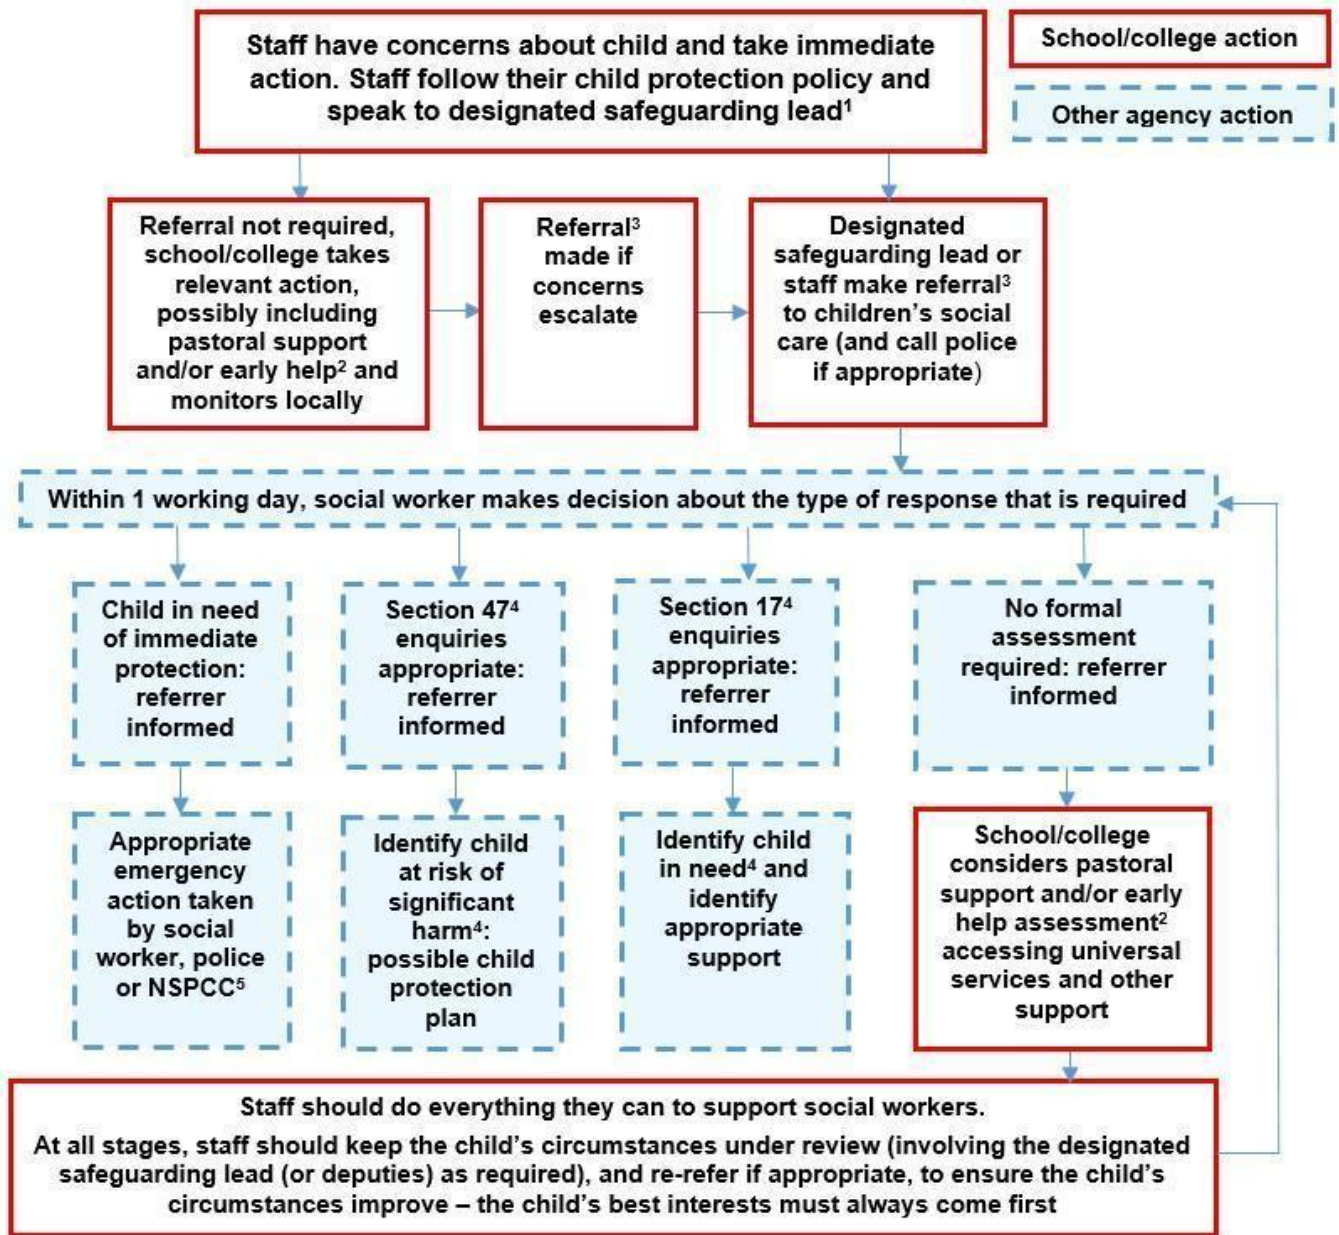 Staff have concerns about child and take immediate
action. Staff follow their child protection policy and
speak to designated safeguarding lead¹
School/college action
Other agency action
Referral not required,
school/college takes
relevant action,
possibly including
pastoral support
and/or early help² and
monitors locally
Referral³
made if
concerns
escalate
Designated
safeguarding lead or
staff make referral³
to children’s social
care (and call police
if appropriate)
Within 1 working day, social worker makes decision about the type of response that is required
Child in need
of immediate
protection:
referrer
informed
Section 47⁴
enquiries
appropriate:
referrer
informed
Section 17⁴
enquiries
appropriate:
referrer
informed
No formal
assessment
required: referrer
informed
Appropriate
emergency
action taken
by social
worker, police
or NSPCC⁵
Identify child
at risk of
significant
harm⁴:
possible child
protection
plan
Identify child
in need⁴ and
identify
appropriate
support
School/college
considers pastoral
support and/or early
help assessment²
accessing universal
services and other
support
Staff should do everything they can to support social workers.
At all stages, staff should keep the child’s circumstances under review (involving the designated
safeguarding lead (or deputies) as required), and re-refer if appropriate, to ensure the child’s
circumstances improve – the child’s best interests must always come first